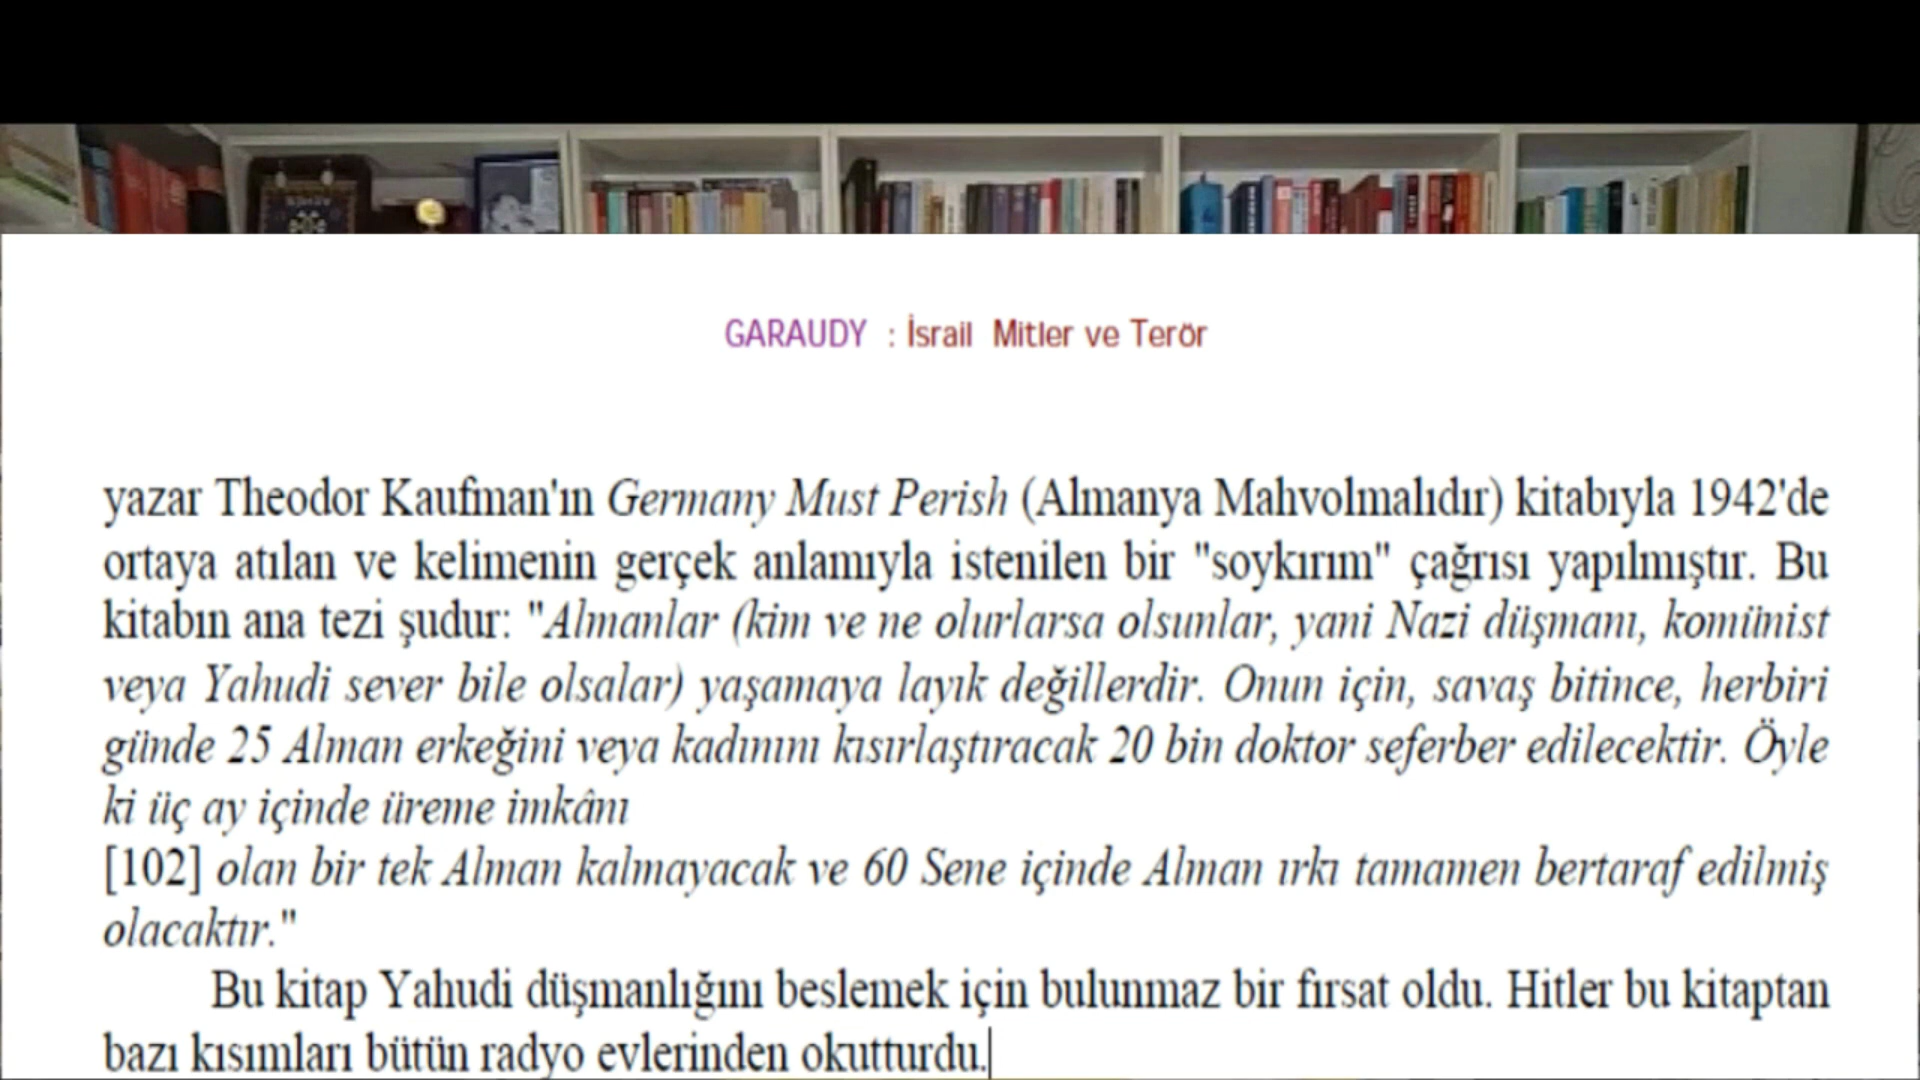 GARAUDY : İsrail Mitler ve Terör
yazar Theodor Kaufman'ın Germany Must Perish (Almanya Mahvolmalıdır) kitabıyla 1942'de
ortaya atılan ve kelimenin gerçek anlamıyla istenilen bir "soykırım" çağrısı yapılmıştır. Bu
kitabın ana tezi şudur: "Almanlar (kim ve ne olurlarsa olsunlar, yani Nazi düşmanı, komünist
veya Yahudi sever bile olsalar) yaşamaya layık değillerdir. Onun için, savaş bitince, herbiri
günde 25 Alman erkeğini veya kadınını kısırlaştıracak 20 bin doktor seferber edilecektir. Öyle
ki üç ay içinde üreme imkânı
[102] olan bir tek Alman kalmayacak ve 60 Sene içinde Alman ırkı tamamen bertaraf edilmiş
olacaktır."
Bu kitap Yahudi düşmanlığını beslemek için bulunmaz bir fırsat oldu. Hitler bu kitaptan
bazı kısımları bütün radyo evlerinden okutturdu.